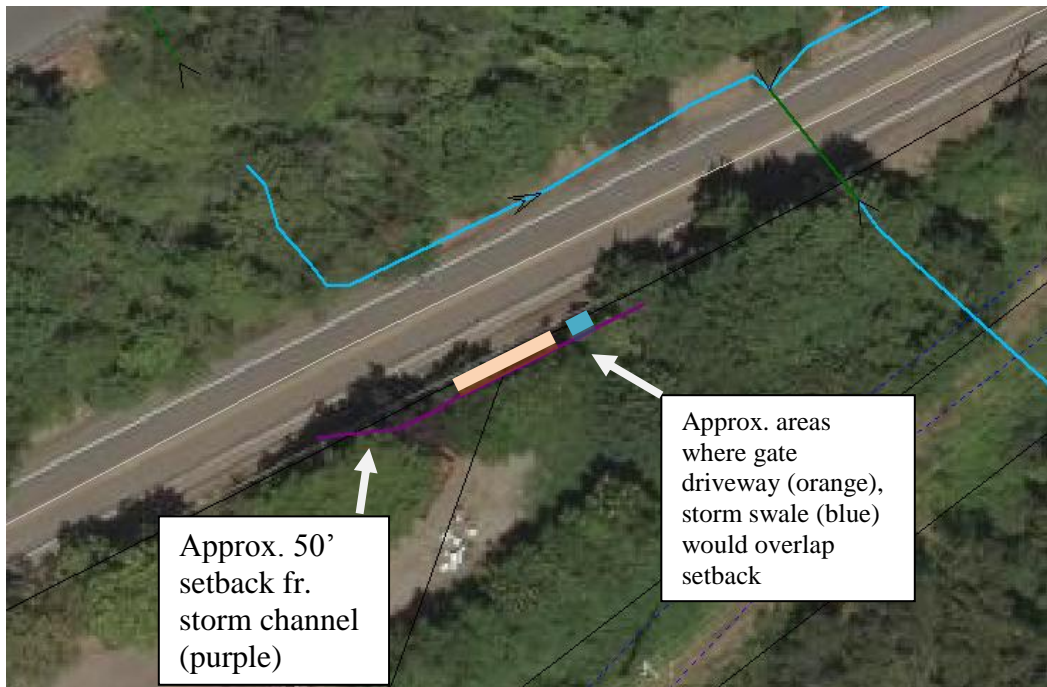 Approx. areas
where gate
driveway (orange),
storm swale (blue)
would overlap
setback
Approx. 50’
setback fr.
storm channel
(purple)